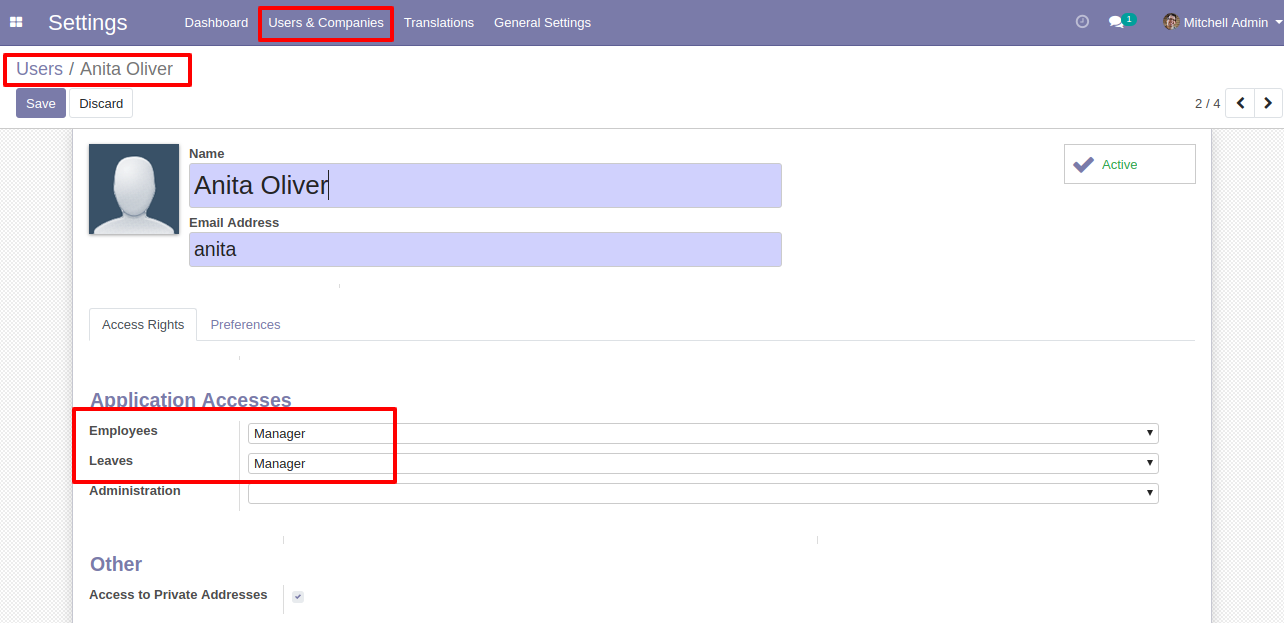 Settings Dashboard Users & Companies Translations General Settings 1 Mitchell Admin
Users / Anita Oliver
Save Discard 2 / 4
Name
Anita Oliver
Active
Email Address
anita
Access Rights Preferences
Application Accesses
Employees Manager
Leaves Manager
Administration
Other
Access to Private Addresses